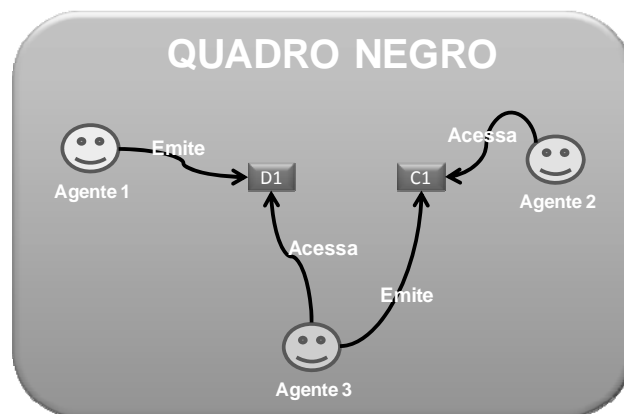 QUADRO NEGRO
Acessa
Emite
D1
C1
Agente 1
Agente 2
Acessa
Emite
Agente 3